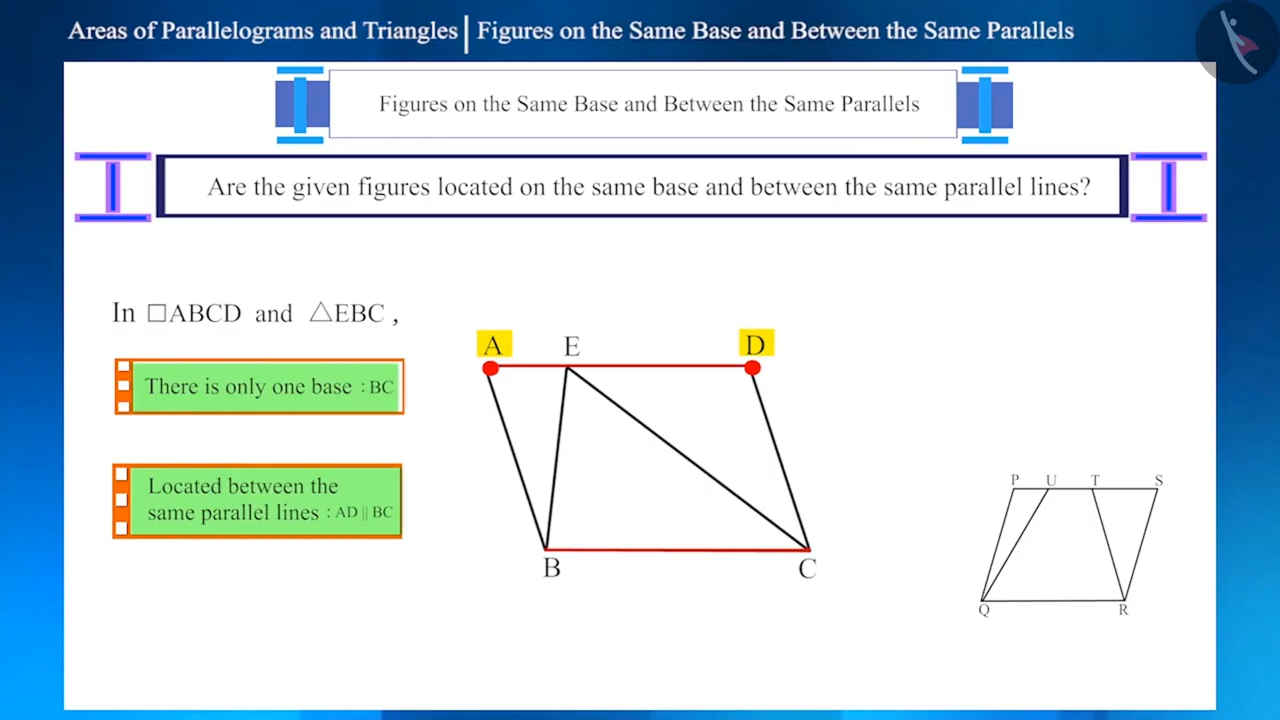 Areas of Parallelograms and Triangles | Figures on the Same Base and Between the Same Parallels
Figures on the Same Base and Between the Same Parallels
Are the given figures located on the same base and between the same parallel lines?
In □ABCD and △EBC ,
There is only one base : BC
Located between the
same parallel lines : AD || BC
A E D
B C
P U T S
Q R